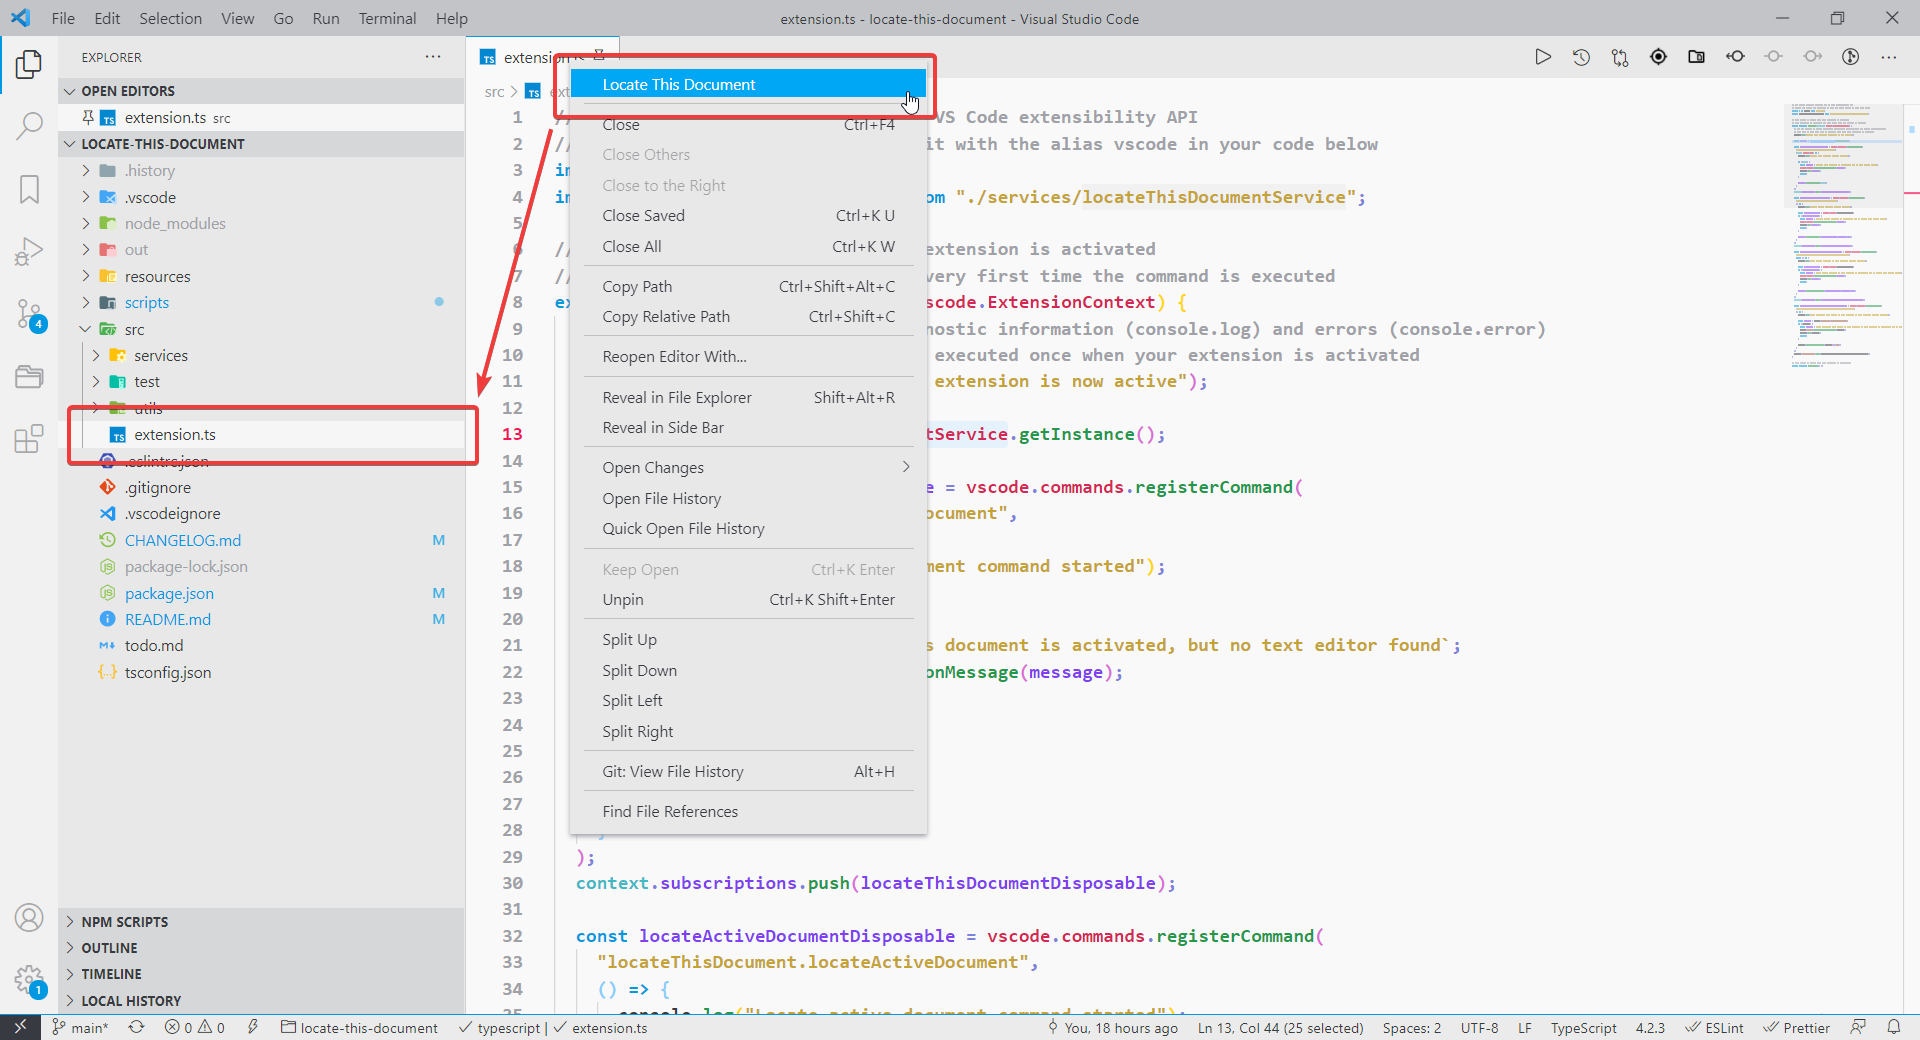 File Edit Selection View Go Run Terminal Help
extension.ts - locate-this-document - Visual Studio Code
EXPLORER
OPEN EDITORS
TS extension.ts src
LOCATE-THIS-DOCUMENT
.history
.vscode
node_modules
out
resources
scripts
src
services
test
utils
TS extension.ts
.eslintrc.json
.gitignore
.vscodeignore
CHANGELOG.md M
package-lock.json
package.json M
README.md M
todo.md
tsconfig.json
NPM SCRIPTS
OUTLINE
TIMELINE
LOCAL HISTORY
4
1
TS extension.ts
src > TS ext
Locate This Document
Close Ctrl+F4
Close Others
Close to the Right
Close Saved Ctrl+K U
Close All Ctrl+K W
Copy Path Ctrl+Shift+Alt+C
Copy Relative Path Ctrl+Shift+C
Reopen Editor With...
Reveal in File Explorer Shift+Alt+R
Reveal in Side Bar
Open Changes
Open File History
Quick Open File History
Keep Open Ctrl+K Enter
Unpin Ctrl+K Shift+Enter
Split Up
Split Down
Split Left
Split Right
Git: View File History Alt+H
Find File References
1 // VS Code extensibility API
2 // it with the alias vscode in your code below
3 im
4 im om "./services/locateThisDocumentService";
5
6 // extension is activated
7 // very first time the command is executed
8 ex scode.ExtensionContext) {
9 nostic information (console.log) and errors (console.error)
10 executed once when your extension is activated
11 extension is now active");
12
13 tService.getInstance();
14
15 e = vscode.commands.registerCommand(
16 ocument",
17
18 ment command started");
19
20
21 s document is activated, but no text editor found`;
22 onMessage(message);
23
24
25
26
27
28 }
29 );
30 context.subscriptions.push(locateThisDocumentDisposable);
31
32 const locateActiveDocumentDisposable = vscode.commands.registerCommand(
33 "locateThisDocument.locateActiveDocument",
34 () => {
35 console.log("Locate active document command started");
main* 0 0 locate-this-document typescript | extension.ts You, 18 hours ago Ln 13, Col 44 (25 selected) Spaces: 2 UTF-8 LF TypeScript 4.2.3 ESLint Prettier